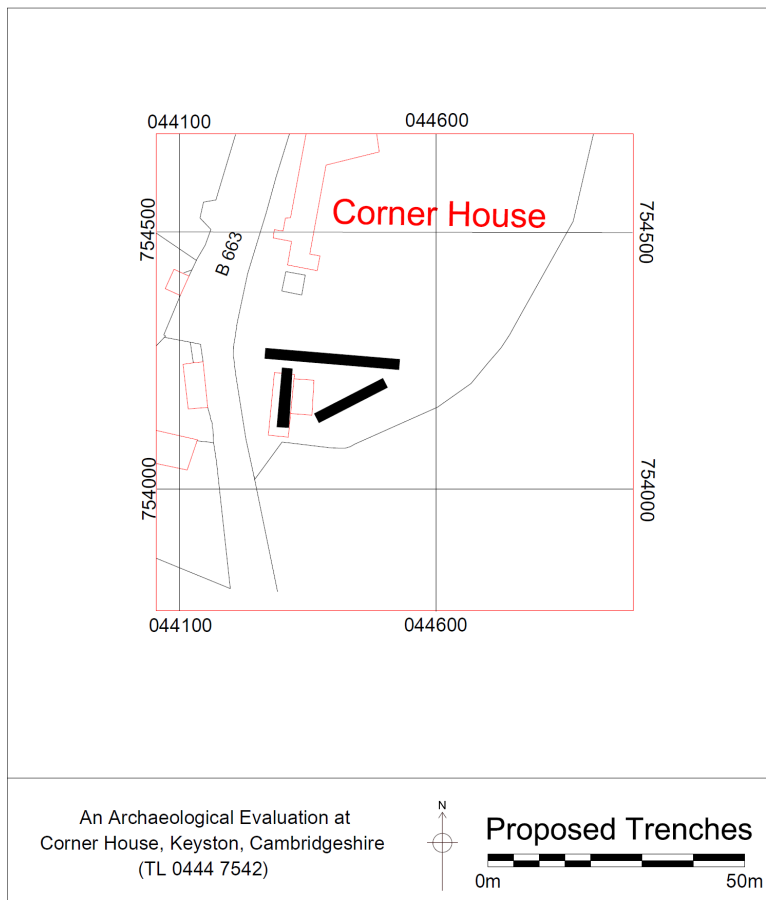 044100
044600
Corner House
754500
754500
B 663
754000
754000
044100
044600
An Archaeological Evaluation at
Corner House, Keyston, Cambridgeshire
(TL 0444 7542)
N
Proposed Trenches
0m
50m